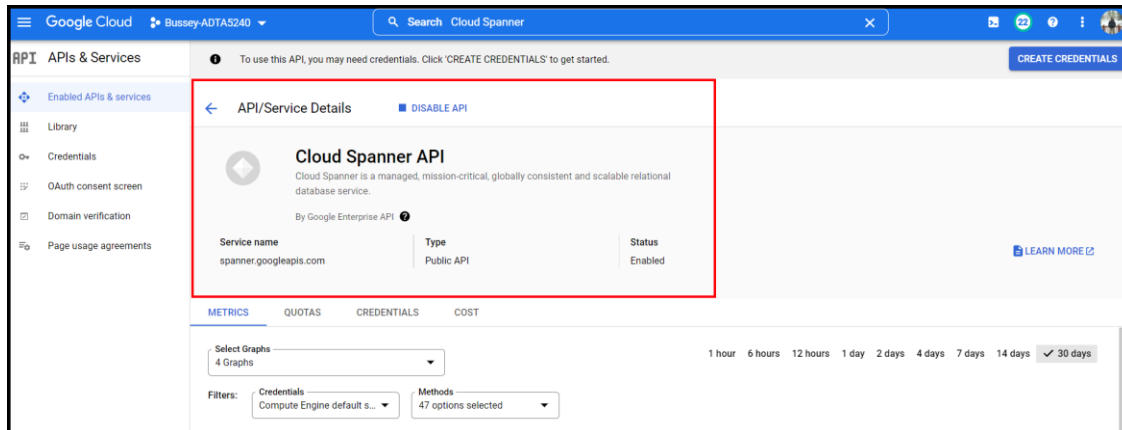 Google Cloud Bussey-ADTA5240 Search Cloud Spanner 22
API APIs & Services
To use this API, you may need credentials. Click 'CREATE CREDENTIALS' to get started.
CREATE CREDENTIALS
Enabled APIs & services
Library
Credentials
OAuth consent screen
Domain verification
Page usage agreements
API/Service Details DISABLE API
Cloud Spanner API
Cloud Spanner is a managed, mission-critical, globally consistent and scalable relational
database service.
By Google Enterprise API
Service name Type Status
spanner.googleapis.com Public API Enabled
LEARN MORE
METRICS QUOTAS CREDENTIALS COST
Select Graphs
4 Graphs
1 hour 6 hours 12 hours 1 day 2 days 4 days 7 days 14 days 30 days
Filters:
Credentials
Compute Engine default s...
Methods
47 options selected